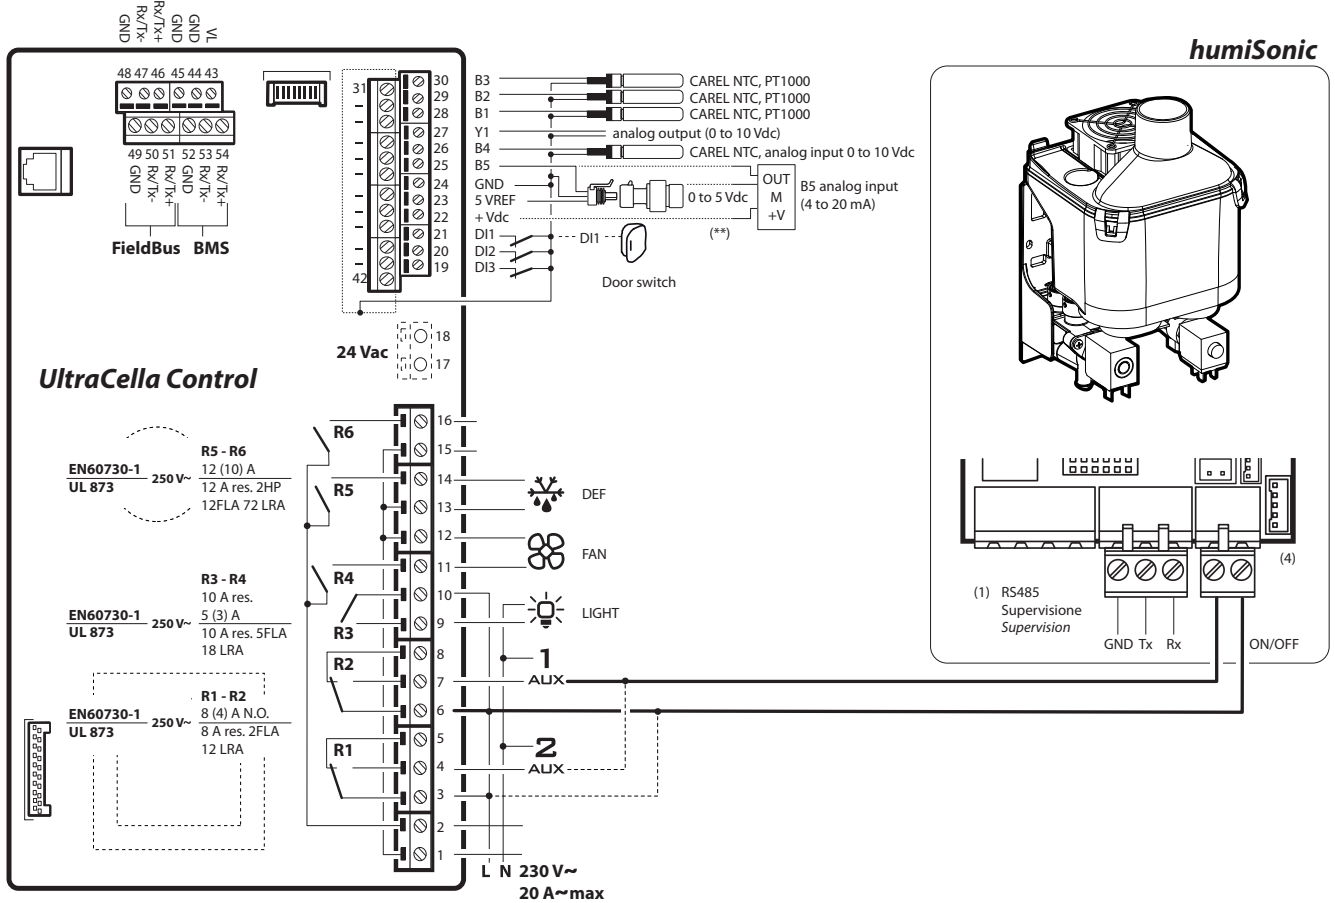 GND
Rx/Tx-
Rx/Tx+
GND
GND
VL
48 47 46 45 44 43
49 50 51 52 53 54
GND
Rx/Tx-
Rx/Tx+
GND
Rx/Tx-
Rx/Tx+
FieldBus BMS
31
42
30 B3
29 B2
28 B1
27 Y1
26 B4
25 B5
24 GND
23 5 VREF
22 + Vdc
21 DI1
20 DI2
19 DI3
CAREL NTC, PT1000
CAREL NTC, PT1000
CAREL NTC, PT1000
analog output (0 to 10 Vdc)
CAREL NTC, analog input 0 to 10 Vdc
0 to 5 Vdc
OUT
M
+V
B5 analog input
(4 to 20 mA)
(**)
DI1
Door switch
24 Vac
18
17
UltraCella Control
EN60730-1
UL 873
250 V~
R5 - R6
12 (10) A
12 A res. 2HP
12FLA 72 LRA
EN60730-1
UL 873
250 V~
R3 - R4
10 A res.
5 (3) A
10 A res. 5FLA
18 LRA
EN60730-1
UL 873
250 V~
R1 - R2
8 (4) A N.O.
8 A res. 2FLA
12 LRA
R6
R5
R4
R3
R2
R1
16
15
14
13
12
11
10
9
8
7
6
5
4
3
2
1
DEF
FAN
LIGHT
1
AUX
2
AUX
L N 230 V~
20 A~max
humiSonic
(1) RS485
Supervisione
Supervision
GND Tx Rx
ON/OFF
(4)